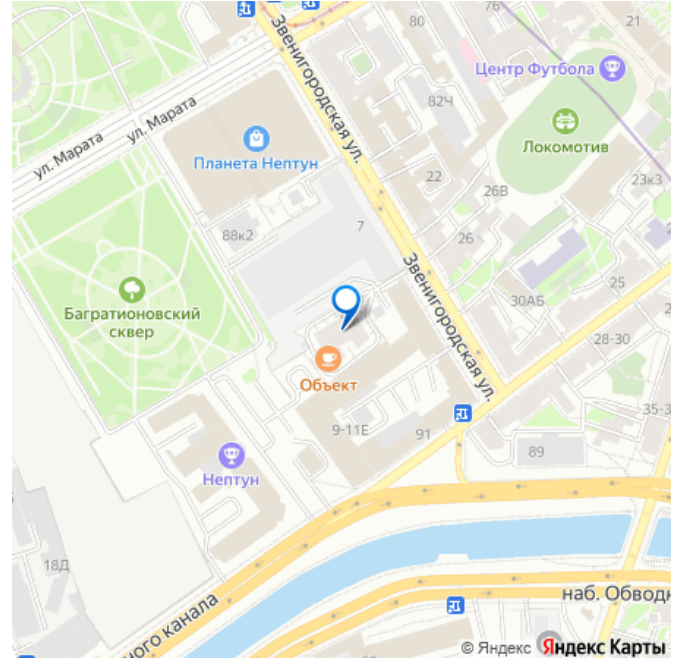 80
76
21
Звенигородская ул.
Центр Футбола
82Ч
ул. Марата
ул. Марата
Планета Нептун
Локомотив
22
23к3
26В
7
88к2
26
Звенигородская ул.
Багратионовский
сквер
25
30АБ
28-30
Объект
9-11Е
91
35-3
89
Нептун
18Д
наб. Обводн
ного канала
© Яндекс Яндекс Карты